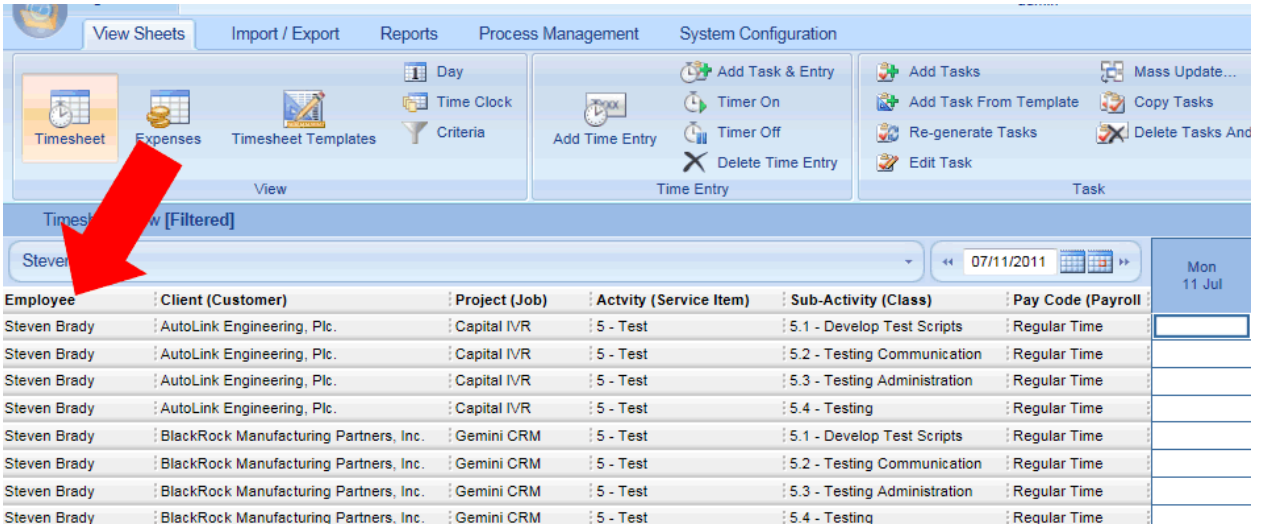 View Sheets Import / Export Reports Process Management System Configuration
Day Add Task & Entry Add Tasks Mass Update...
Time Clock Timer On Add Task From Template Copy Tasks
Timesheet Expenses Timesheet Templates Criteria Add Time Entry Timer Off Re-generate Tasks Delete Tasks And
Delete Time Entry Edit Task
View Time Entry Task
[Filtered]
Steven 07/11/2011 Mon
11 Jul
Employee Client (Customer) Project (Job) Actvity (Service Item) Sub-Activity (Class) Pay Code (Payroll
Steven Brady AutoLink Engineering, Plc. Capital IVR 5 - Test 5.1 - Develop Test Scripts Regular Time
Steven Brady AutoLink Engineering, Plc. Capital IVR 5 - Test 5.2 - Testing Communication Regular Time
Steven Brady AutoLink Engineering, Plc. Capital IVR 5 - Test 5.3 - Testing Administration Regular Time
Steven Brady AutoLink Engineering, Plc. Capital IVR 5 - Test 5.4 - Testing Regular Time
Steven Brady BlackRock Manufacturing Partners, Inc. Gemini CRM 5 - Test 5.1 - Develop Test Scripts Regular Time
Steven Brady BlackRock Manufacturing Partners, Inc. Gemini CRM 5 - Test 5.2 - Testing Communication Regular Time
Steven Brady BlackRock Manufacturing Partners, Inc. Gemini CRM 5 - Test 5.3 - Testing Administration Regular Time
Steven Brady BlackRock Manufacturing Partners, Inc. Gemini CRM 5 - Test 5.4 - Testing Regular Time